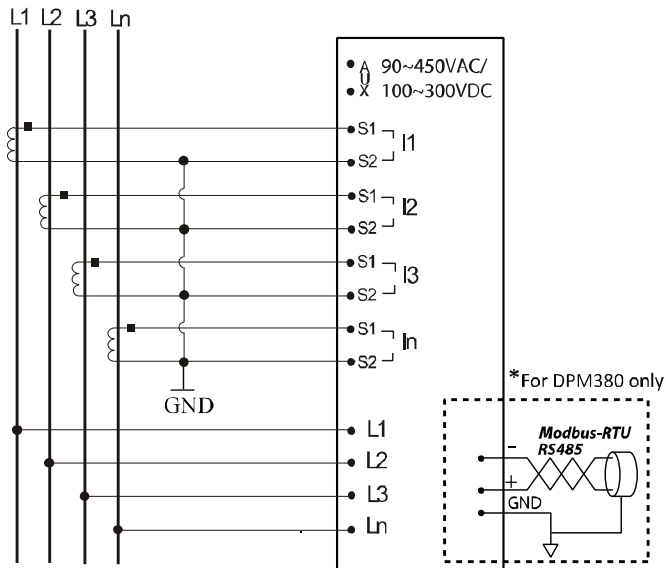 L1 L2 L3 Ln
AUX
90~450VAC/
100~300VDC
S1
I1
S2
S1
I2
S2
S1
I3
S2
S1
In
S2
GND
*For DPM380 only
L1
L2
L3
Ln
Modbus-RTU
RS485
-
+
GND